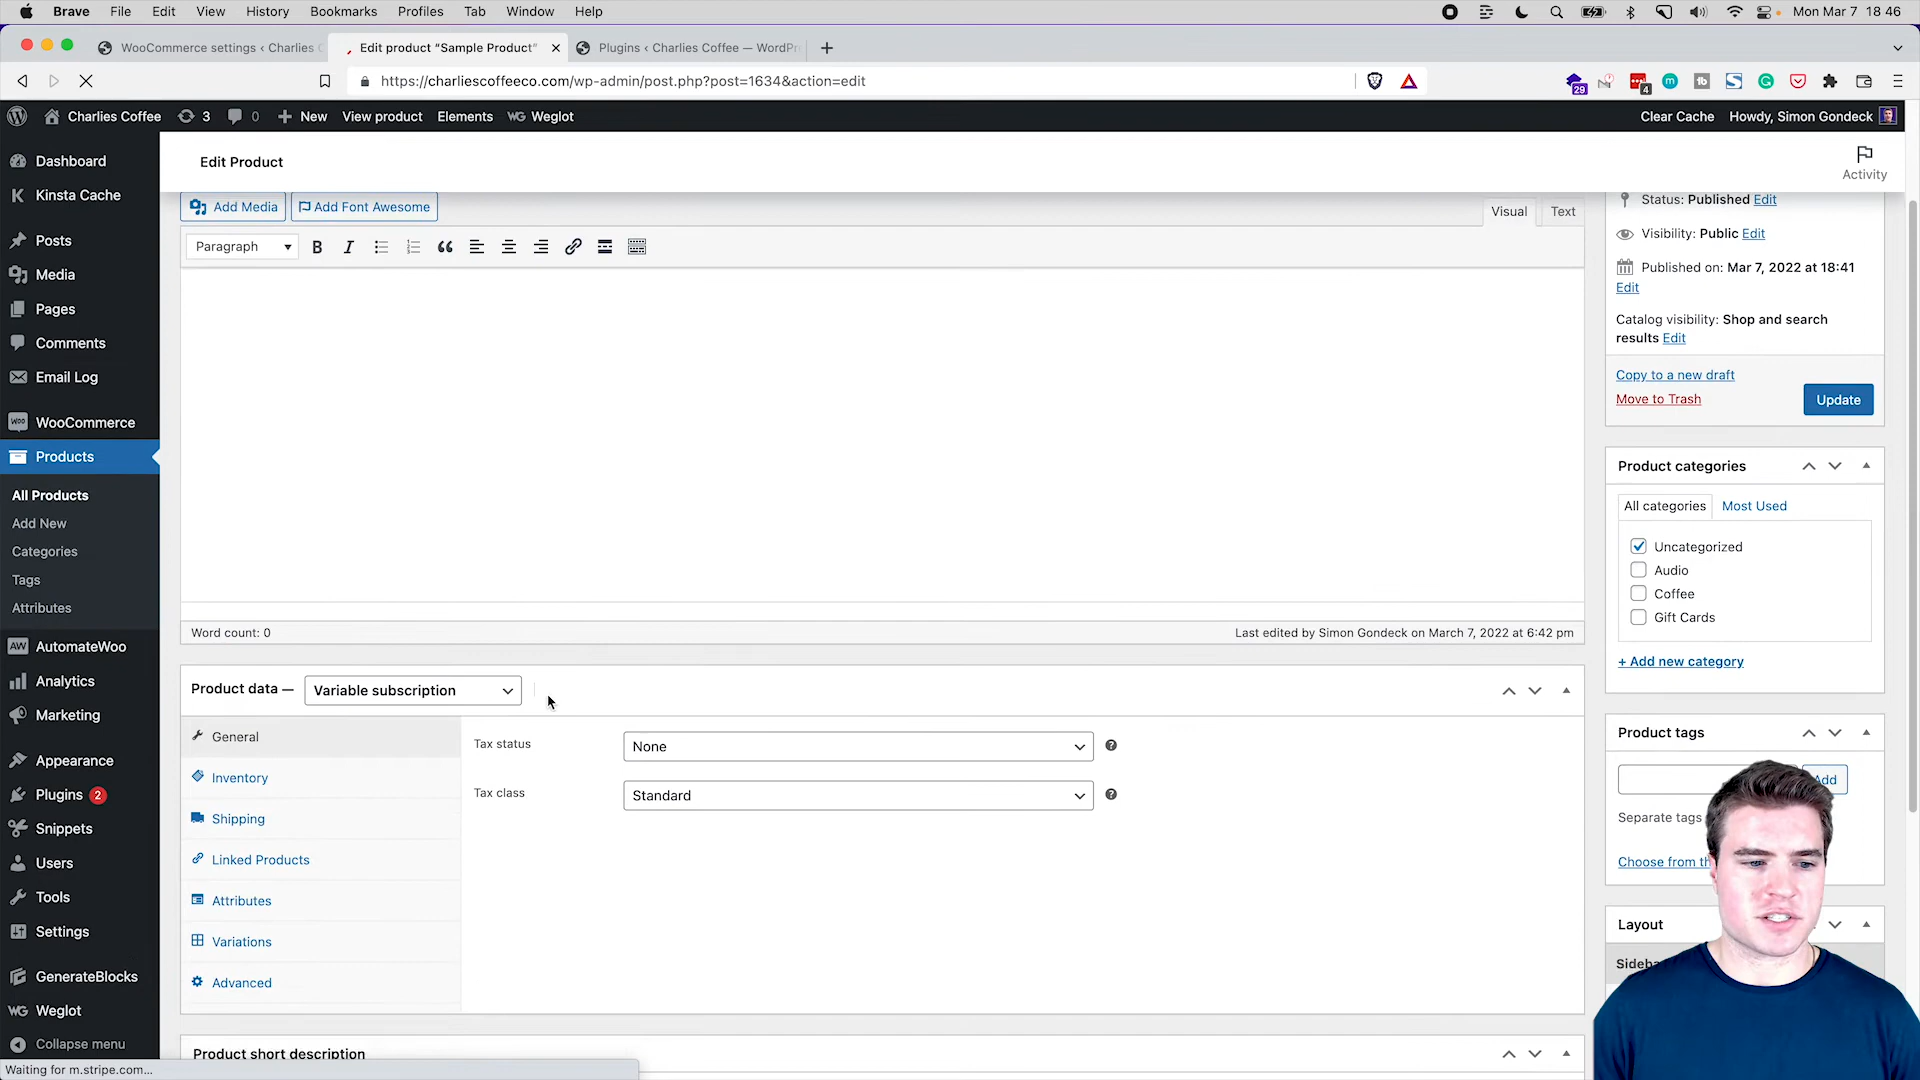 Brave File Edit View History Bookmarks Profiles Tab Window Help Mon Mar 7 18 46
WooCommerce settings ‹ Charlies C
Edit product “Sample Product”
Plugins ‹ Charlies Coffee — WordPr
https://charliescoffeeco.com/wp-admin/post.php?post=1634&action=edit
29
4
Charlies Coffee 3 0 New View product Elements WG Weglot Clear Cache Howdy, Simon Gondeck
Dashboard
Kinsta Cache
Posts
Media
Pages
Comments
Email Log
WooCommerce
Products
All Products
Add New
Categories
Tags
Attributes
AW AutomateWoo
Analytics
Marketing
Appearance
Plugins 2
Snippets
Users
Tools
Settings
GenerateBlocks
WG Weglot
Collapse menu
Waiting for m.stripe.com...
Edit Product
Activity
Add Media
Add Font Awesome
Visual
Text
Paragraph
Word count: 0
Last edited by Simon Gondeck on March 7, 2022 at 6:42 pm
Product data —
Variable subscription
General
Inventory
Shipping
Linked Products
Attributes
Variations
Advanced
Tax status
None
Tax class
Standard
Product short description
Status: Published Edit
Visibility: Public Edit
Published on: Mar 7, 2022 at 18:41
Edit
Catalog visibility: Shop and search
results Edit
Copy to a new draft
Move to Trash
Update
Product categories
All categories
Most Used
Uncategorized
Audio
Coffee
Gift Cards
+ Add new category
Product tags
Add
Separate tags
Choose from th
Layout
Sideba